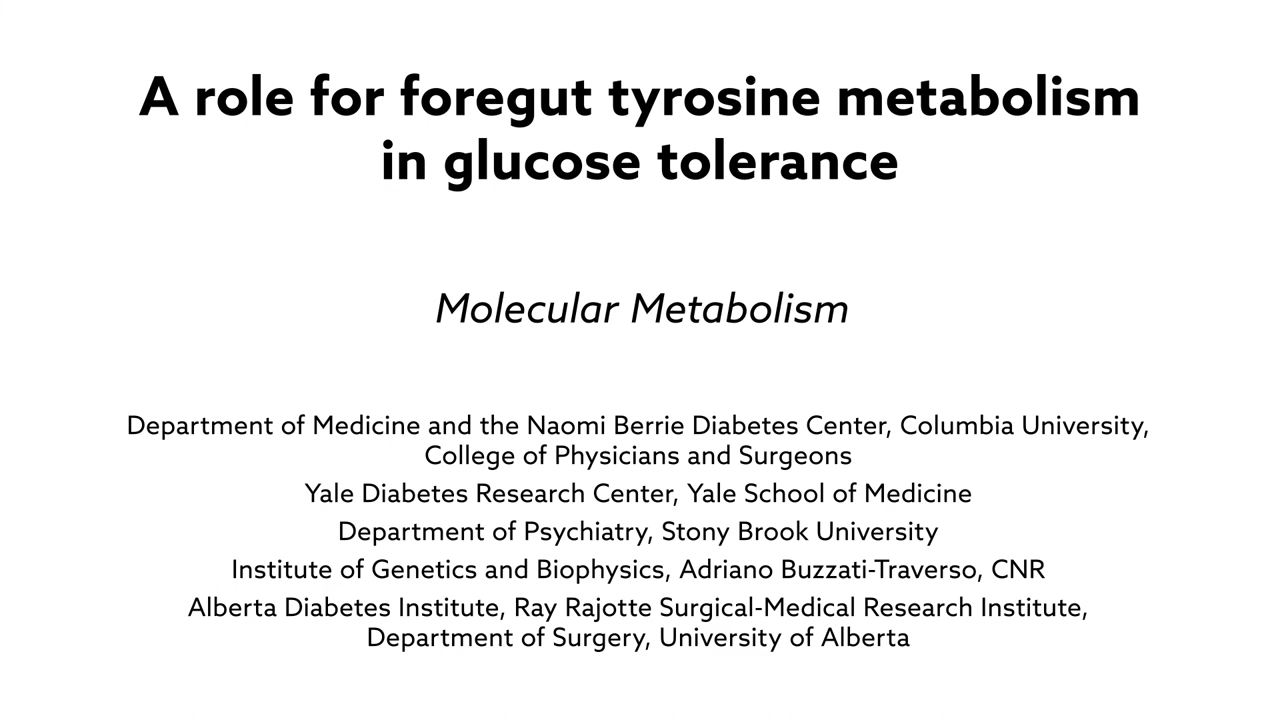 A role for foregut tyrosine metabolism
in glucose tolerance
Molecular Metabolism
Department of Medicine and the Naomi Berrie Diabetes Center, Columbia University,
College of Physicians and Surgeons
Yale Diabetes Research Center, Yale School of Medicine
Department of Psychiatry, Stony Brook University
Institute of Genetics and Biophysics, Adriano Buzzati-Traverso, CNR
Alberta Diabetes Institute, Ray Rajotte Surgical-Medical Research Institute,
Department of Surgery, University of Alberta